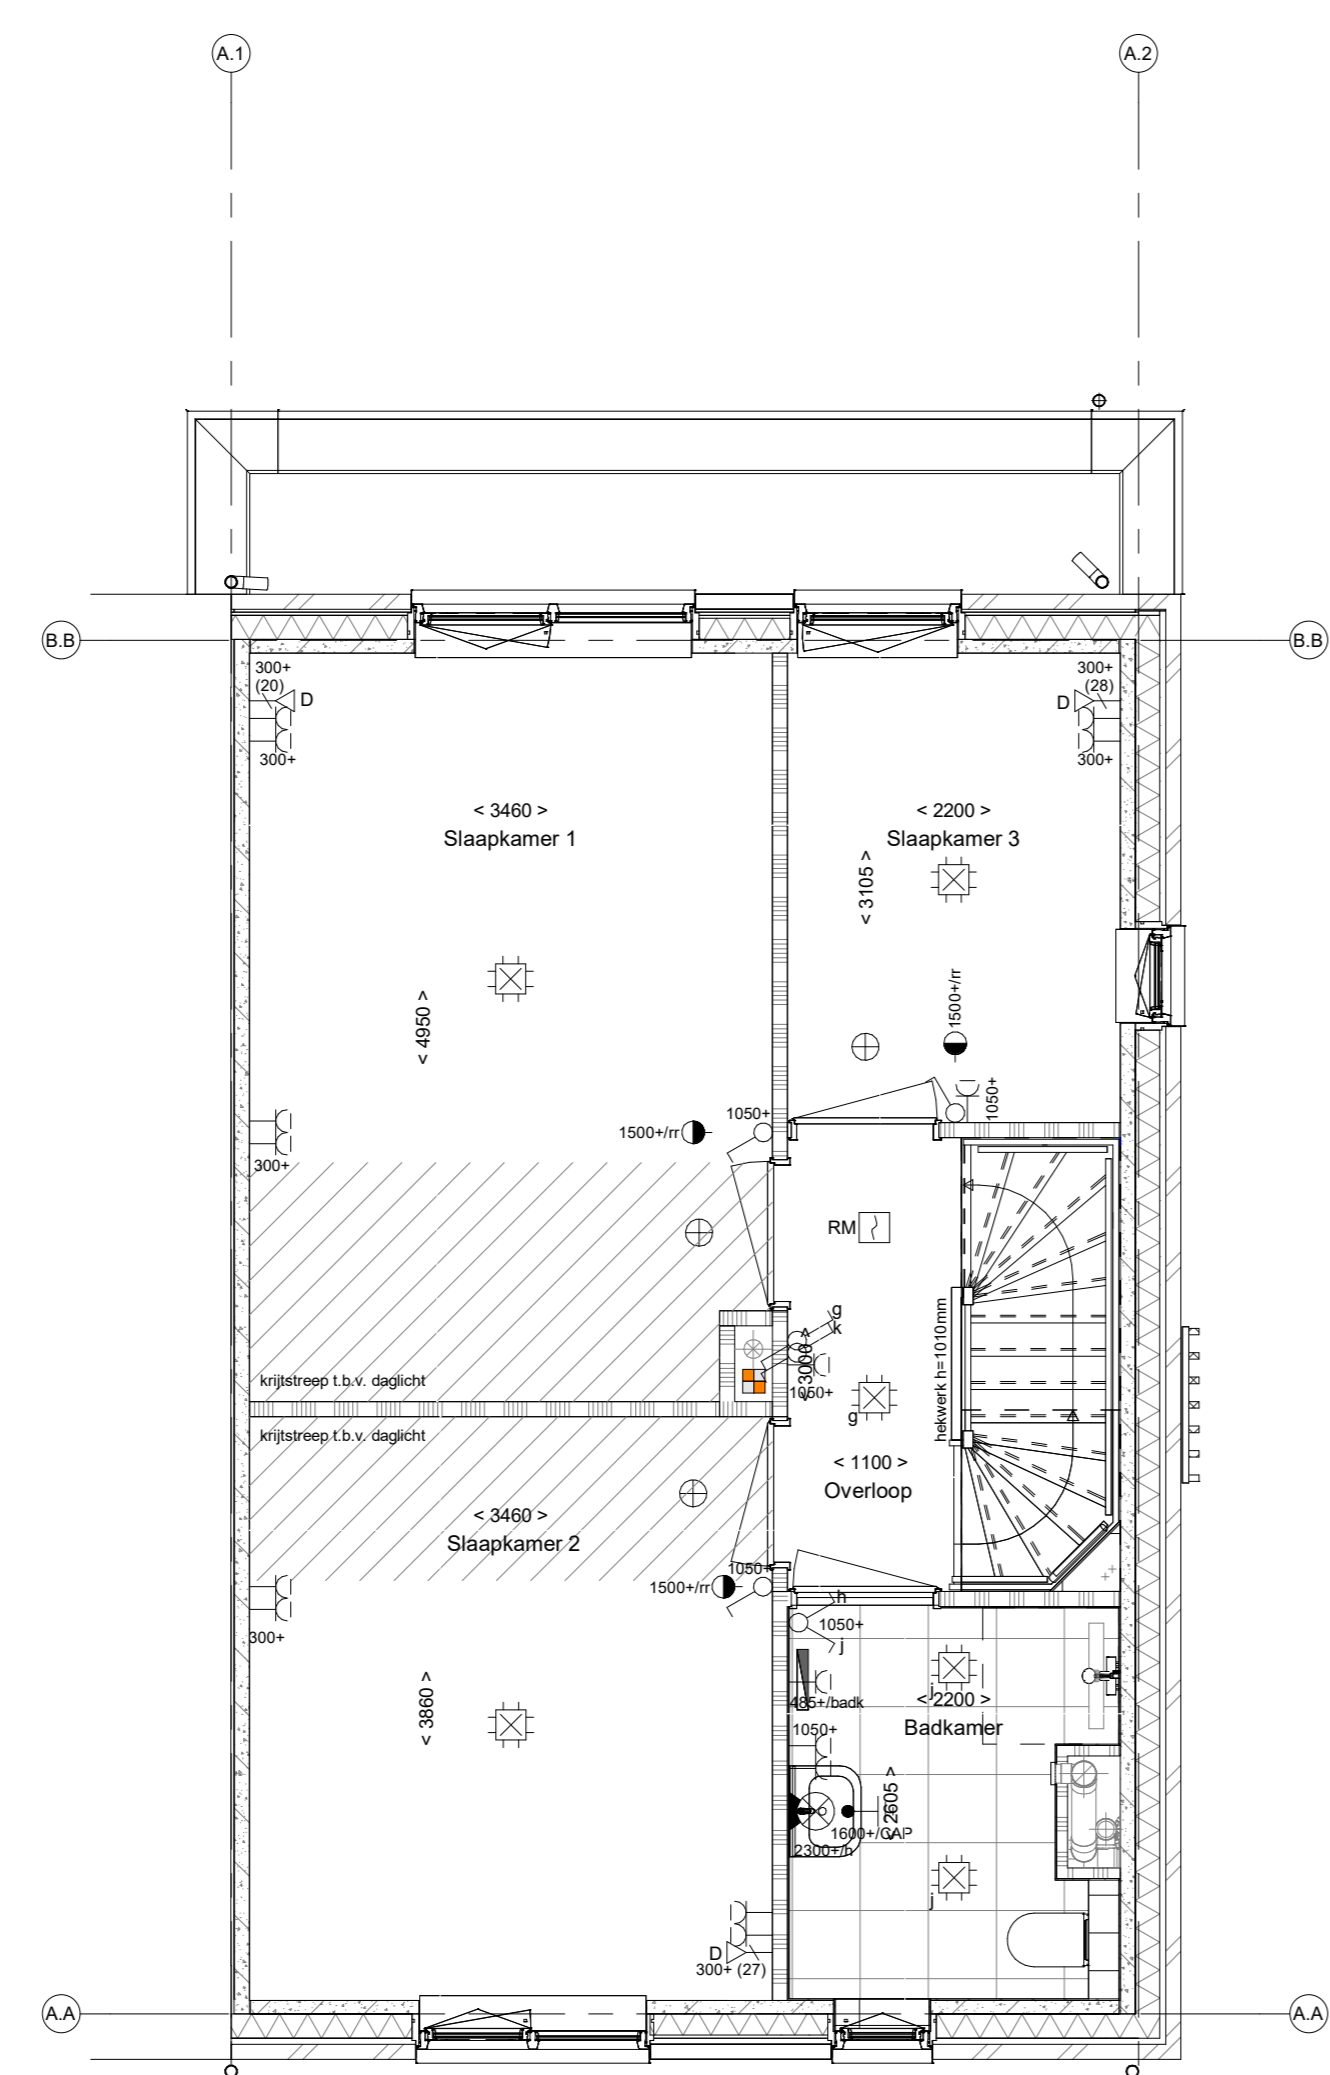 A.1
A.2
B.B
B.B
300+
(20)
D
300+
300+
(28)
D
300+
< 3460 >
Slaapkamer 1
< 2200 >
Slaapkamer 3
< 3105 >
< 4950 >
1500+/rr
1050+
1050+
1500+/rr
300+
RM
g
k
< 3000 >
1050+
g
hekwerk h=1010mm
krijtstreep t.b.v. daglicht
krijtstreep t.b.v. daglicht
< 1100 >
Overloop
< 3460 >
Slaapkamer 2
1050+
1500+/rr
300+
h
1050+
j
< 3860 >
j
485+/badk
< 2200 >
Badkamer
1050+
< 2605 >
1600+/CAP
2300+/h
j
D
300+ (27)
A.A
A.A